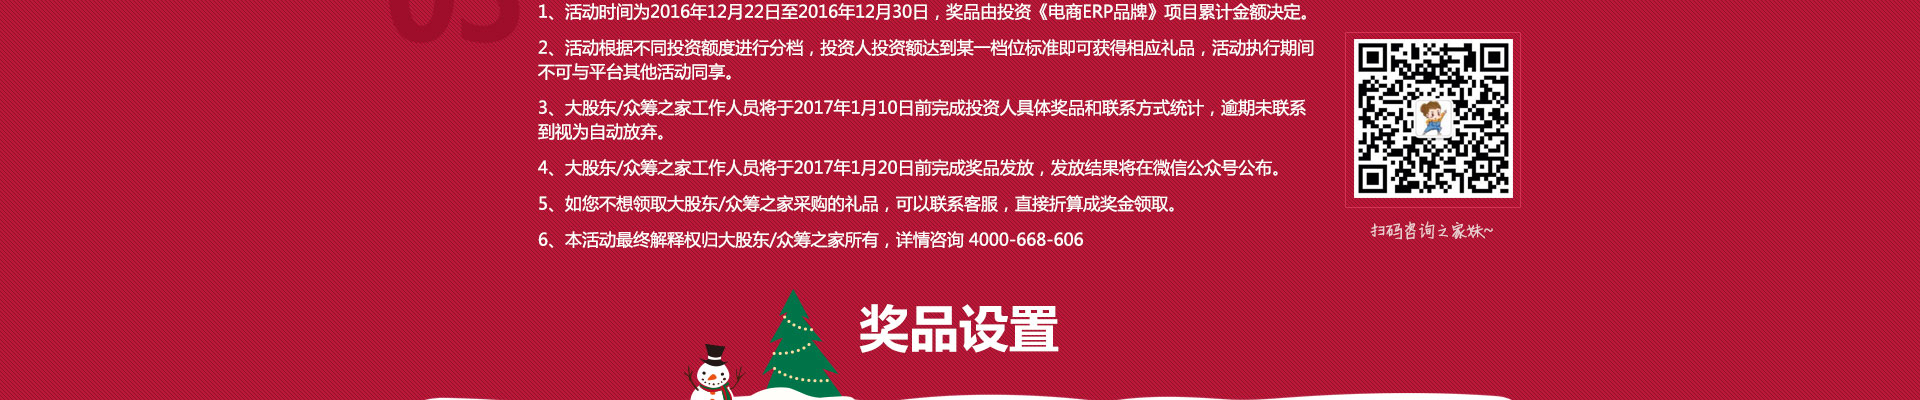 03
1、活动时间为2016年12月22日至2016年12月30日，奖品由投资《电商ERP品牌》项目累计金额决定。
2、活动根据不同投资额度进行分档，投资人投资额达到某一档位标准即可获得相应礼品，活动执行期间
不可与平台其他活动同享。
3、大股东/众筹之家工作人员将于2017年1月10日前完成投资人具体奖品和联系方式统计，逾期未联系
到视为自动放弃。
4、大股东/众筹之家工作人员将于2017年1月20日前完成奖品发放，发放结果将在微信公众号公布。
5、如您不想领取大股东/众筹之家采购的礼品，可以联系客服，直接折算成奖金领取。
6、本活动最终解释权归大股东/众筹之家所有，详情咨询 4000-668-606
扫码咨询之家妹~
奖品设置